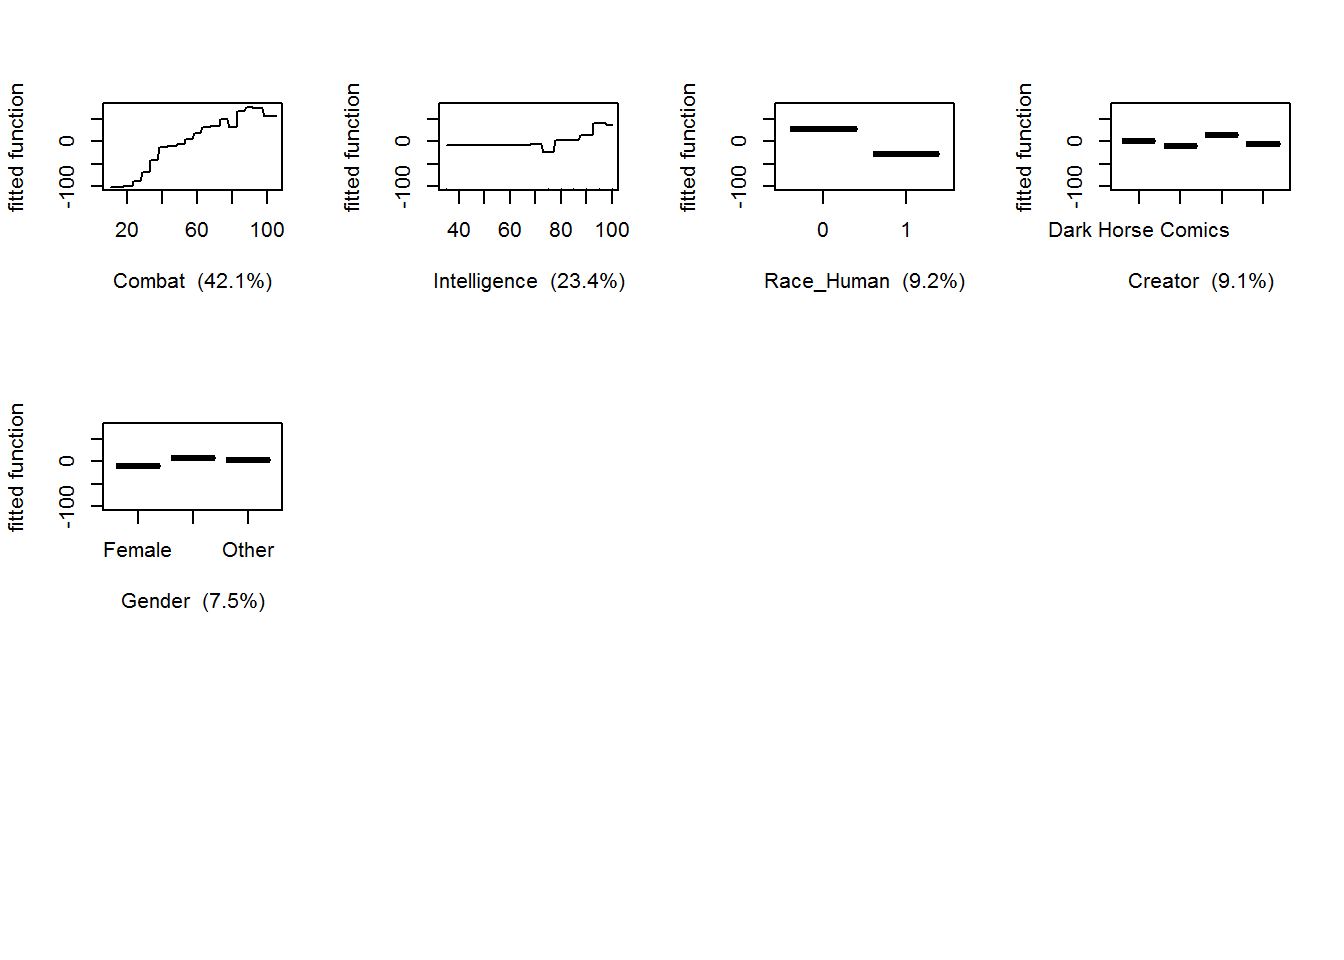 fitted function
0
-100
20 60 100
Combat (42.1%)
fitted function
0
-100
40 60 80 100
Intelligence (23.4%)
fitted function
0
-100
0 1
Race_Human (9.2%)
fitted function
0
-100
Dark Horse Comics
Creator (9.1%)
fitted function
0
-100
Female Other
Gender (7.5%)